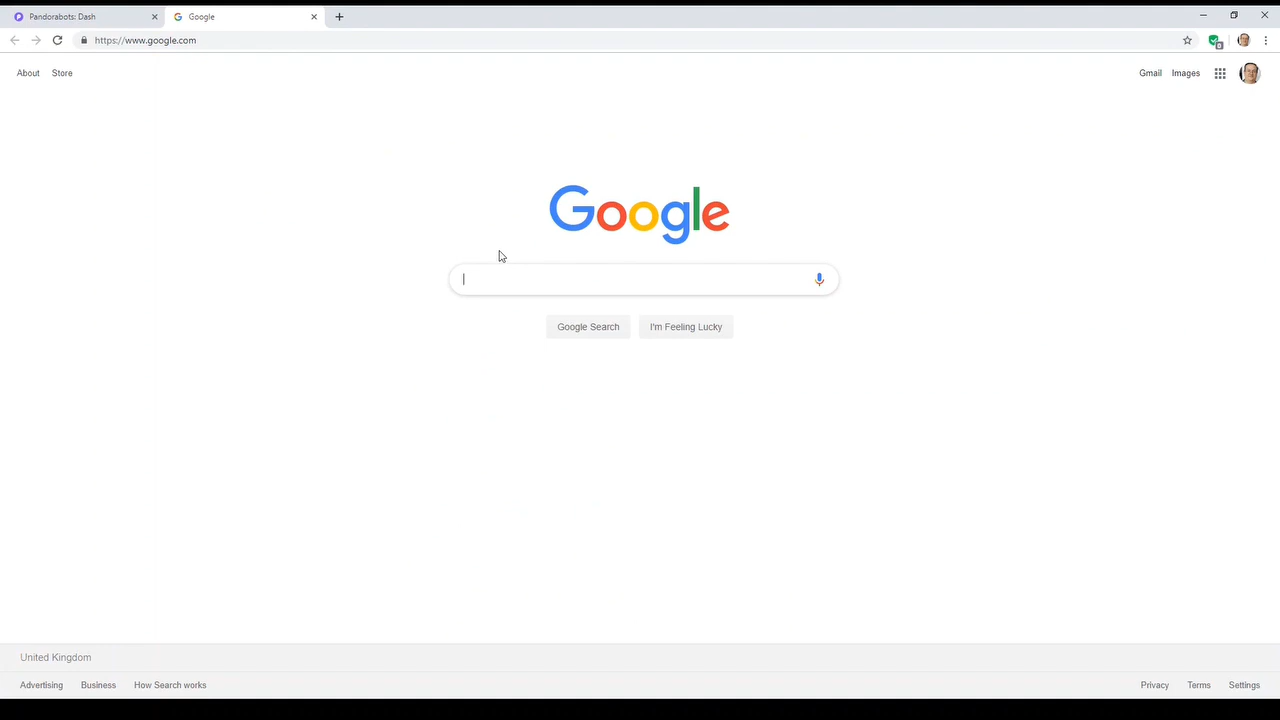 Pandorabots: Dash
Google
https://www.google.com
About Store
Gmail Images
Google
Google Search I'm Feeling Lucky
United Kingdom
Advertising Business How Search works
Privacy Terms Settings